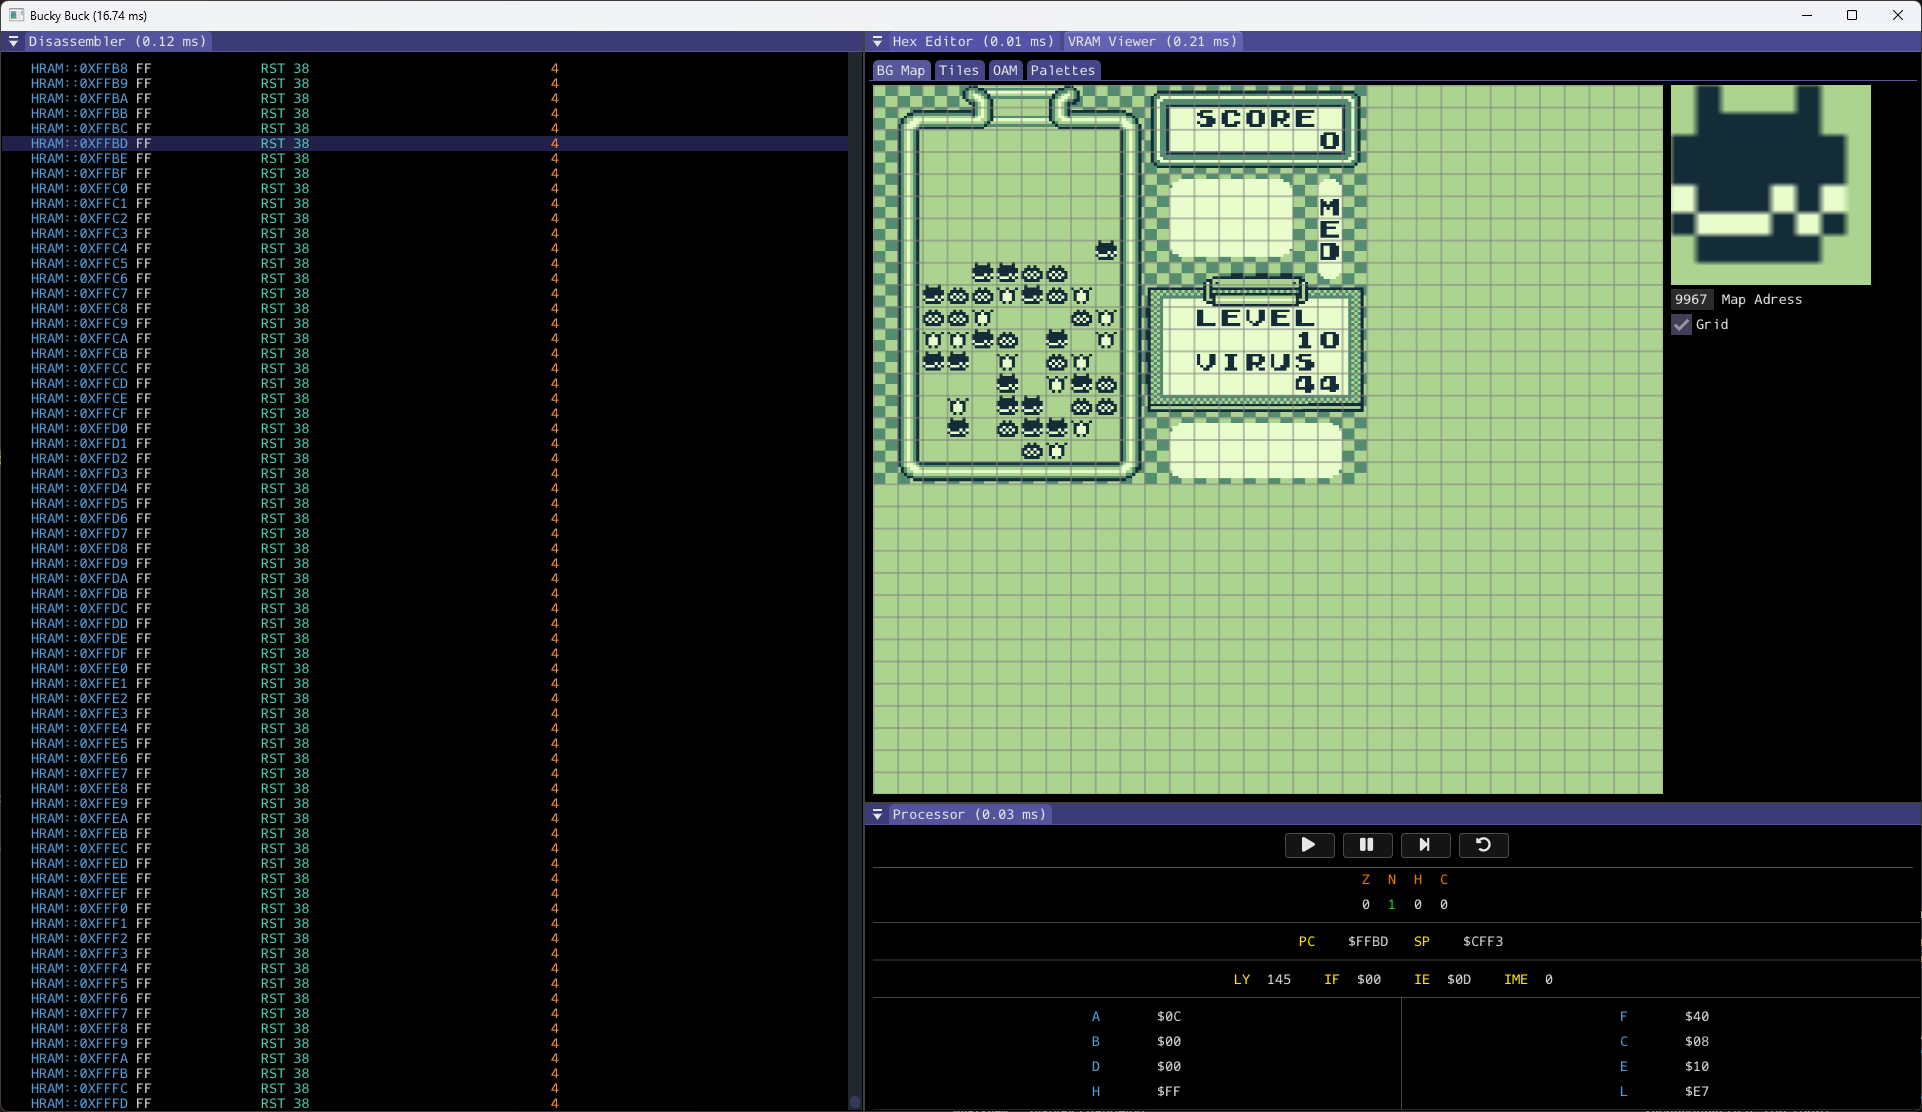 Bucky Buck (16.74 ms)
Disassembler (0.12 ms)
HRAM::0XFFB8 FF RST 38 4
HRAM::0XFFB9 FF RST 38 4
HRAM::0XFFBA FF RST 38 4
HRAM::0XFFBB FF RST 38 4
HRAM::0XFFBC FF RST 38 4
HRAM::0XFFBD FF RST 38 4
HRAM::0XFFBE FF RST 38 4
HRAM::0XFFBF FF RST 38 4
HRAM::0XFFC0 FF RST 38 4
HRAM::0XFFC1 FF RST 38 4
HRAM::0XFFC2 FF RST 38 4
HRAM::0XFFC3 FF RST 38 4
HRAM::0XFFC4 FF RST 38 4
HRAM::0XFFC5 FF RST 38 4
HRAM::0XFFC6 FF RST 38 4
HRAM::0XFFC7 FF RST 38 4
HRAM::0XFFC8 FF RST 38 4
HRAM::0XFFC9 FF RST 38 4
HRAM::0XFFCA FF RST 38 4
HRAM::0XFFCB FF RST 38 4
HRAM::0XFFCC FF RST 38 4
HRAM::0XFFCD FF RST 38 4
HRAM::0XFFCE FF RST 38 4
HRAM::0XFFCF FF RST 38 4
HRAM::0XFFD0 FF RST 38 4
HRAM::0XFFD1 FF RST 38 4
HRAM::0XFFD2 FF RST 38 4
HRAM::0XFFD3 FF RST 38 4
HRAM::0XFFD4 FF RST 38 4
HRAM::0XFFD5 FF RST 38 4
HRAM::0XFFD6 FF RST 38 4
HRAM::0XFFD7 FF RST 38 4
HRAM::0XFFD8 FF RST 38 4
HRAM::0XFFD9 FF RST 38 4
HRAM::0XFFDA FF RST 38 4
HRAM::0XFFDB FF RST 38 4
HRAM::0XFFDC FF RST 38 4
HRAM::0XFFDD FF RST 38 4
HRAM::0XFFDE FF RST 38 4
HRAM::0XFFDF FF RST 38 4
HRAM::0XFFE0 FF RST 38 4
HRAM::0XFFE1 FF RST 38 4
HRAM::0XFFE2 FF RST 38 4
HRAM::0XFFE3 FF RST 38 4
HRAM::0XFFE4 FF RST 38 4
HRAM::0XFFE5 FF RST 38 4
HRAM::0XFFE6 FF RST 38 4
HRAM::0XFFE7 FF RST 38 4
HRAM::0XFFE8 FF RST 38 4
HRAM::0XFFE9 FF RST 38 4
HRAM::0XFFEA FF RST 38 4
HRAM::0XFFEB FF RST 38 4
HRAM::0XFFEC FF RST 38 4
HRAM::0XFFED FF RST 38 4
HRAM::0XFFEE FF RST 38 4
HRAM::0XFFEF FF RST 38 4
HRAM::0XFFF0 FF RST 38 4
HRAM::0XFFF1 FF RST 38 4
HRAM::0XFFF2 FF RST 38 4
HRAM::0XFFF3 FF RST 38 4
HRAM::0XFFF4 FF RST 38 4
HRAM::0XFFF5 FF RST 38 4
HRAM::0XFFF6 FF RST 38 4
HRAM::0XFFF7 FF RST 38 4
HRAM::0XFFF8 FF RST 38 4
HRAM::0XFFF9 FF RST 38 4
HRAM::0XFFFA FF RST 38 4
HRAM::0XFFFB FF RST 38 4
HRAM::0XFFFC FF RST 38 4
HRAM::0XFFFD FF RST 38 4
Hex Editor (0.01 ms) VRAM Viewer (0.21 ms)
BG Map Tiles OAM Palettes
SCORE
0
MED
LEVEL
10
VIRUS
44
9967 Map Adress
Grid
Processor (0.03 ms)
Z N H C
0 1 0 0
PC $FFBD SP $CFF3
LY 145 IF $00 IE $0D IME 0
A $0C F $40
B $00 C $08
D $00 E $10
H $FF L $E7